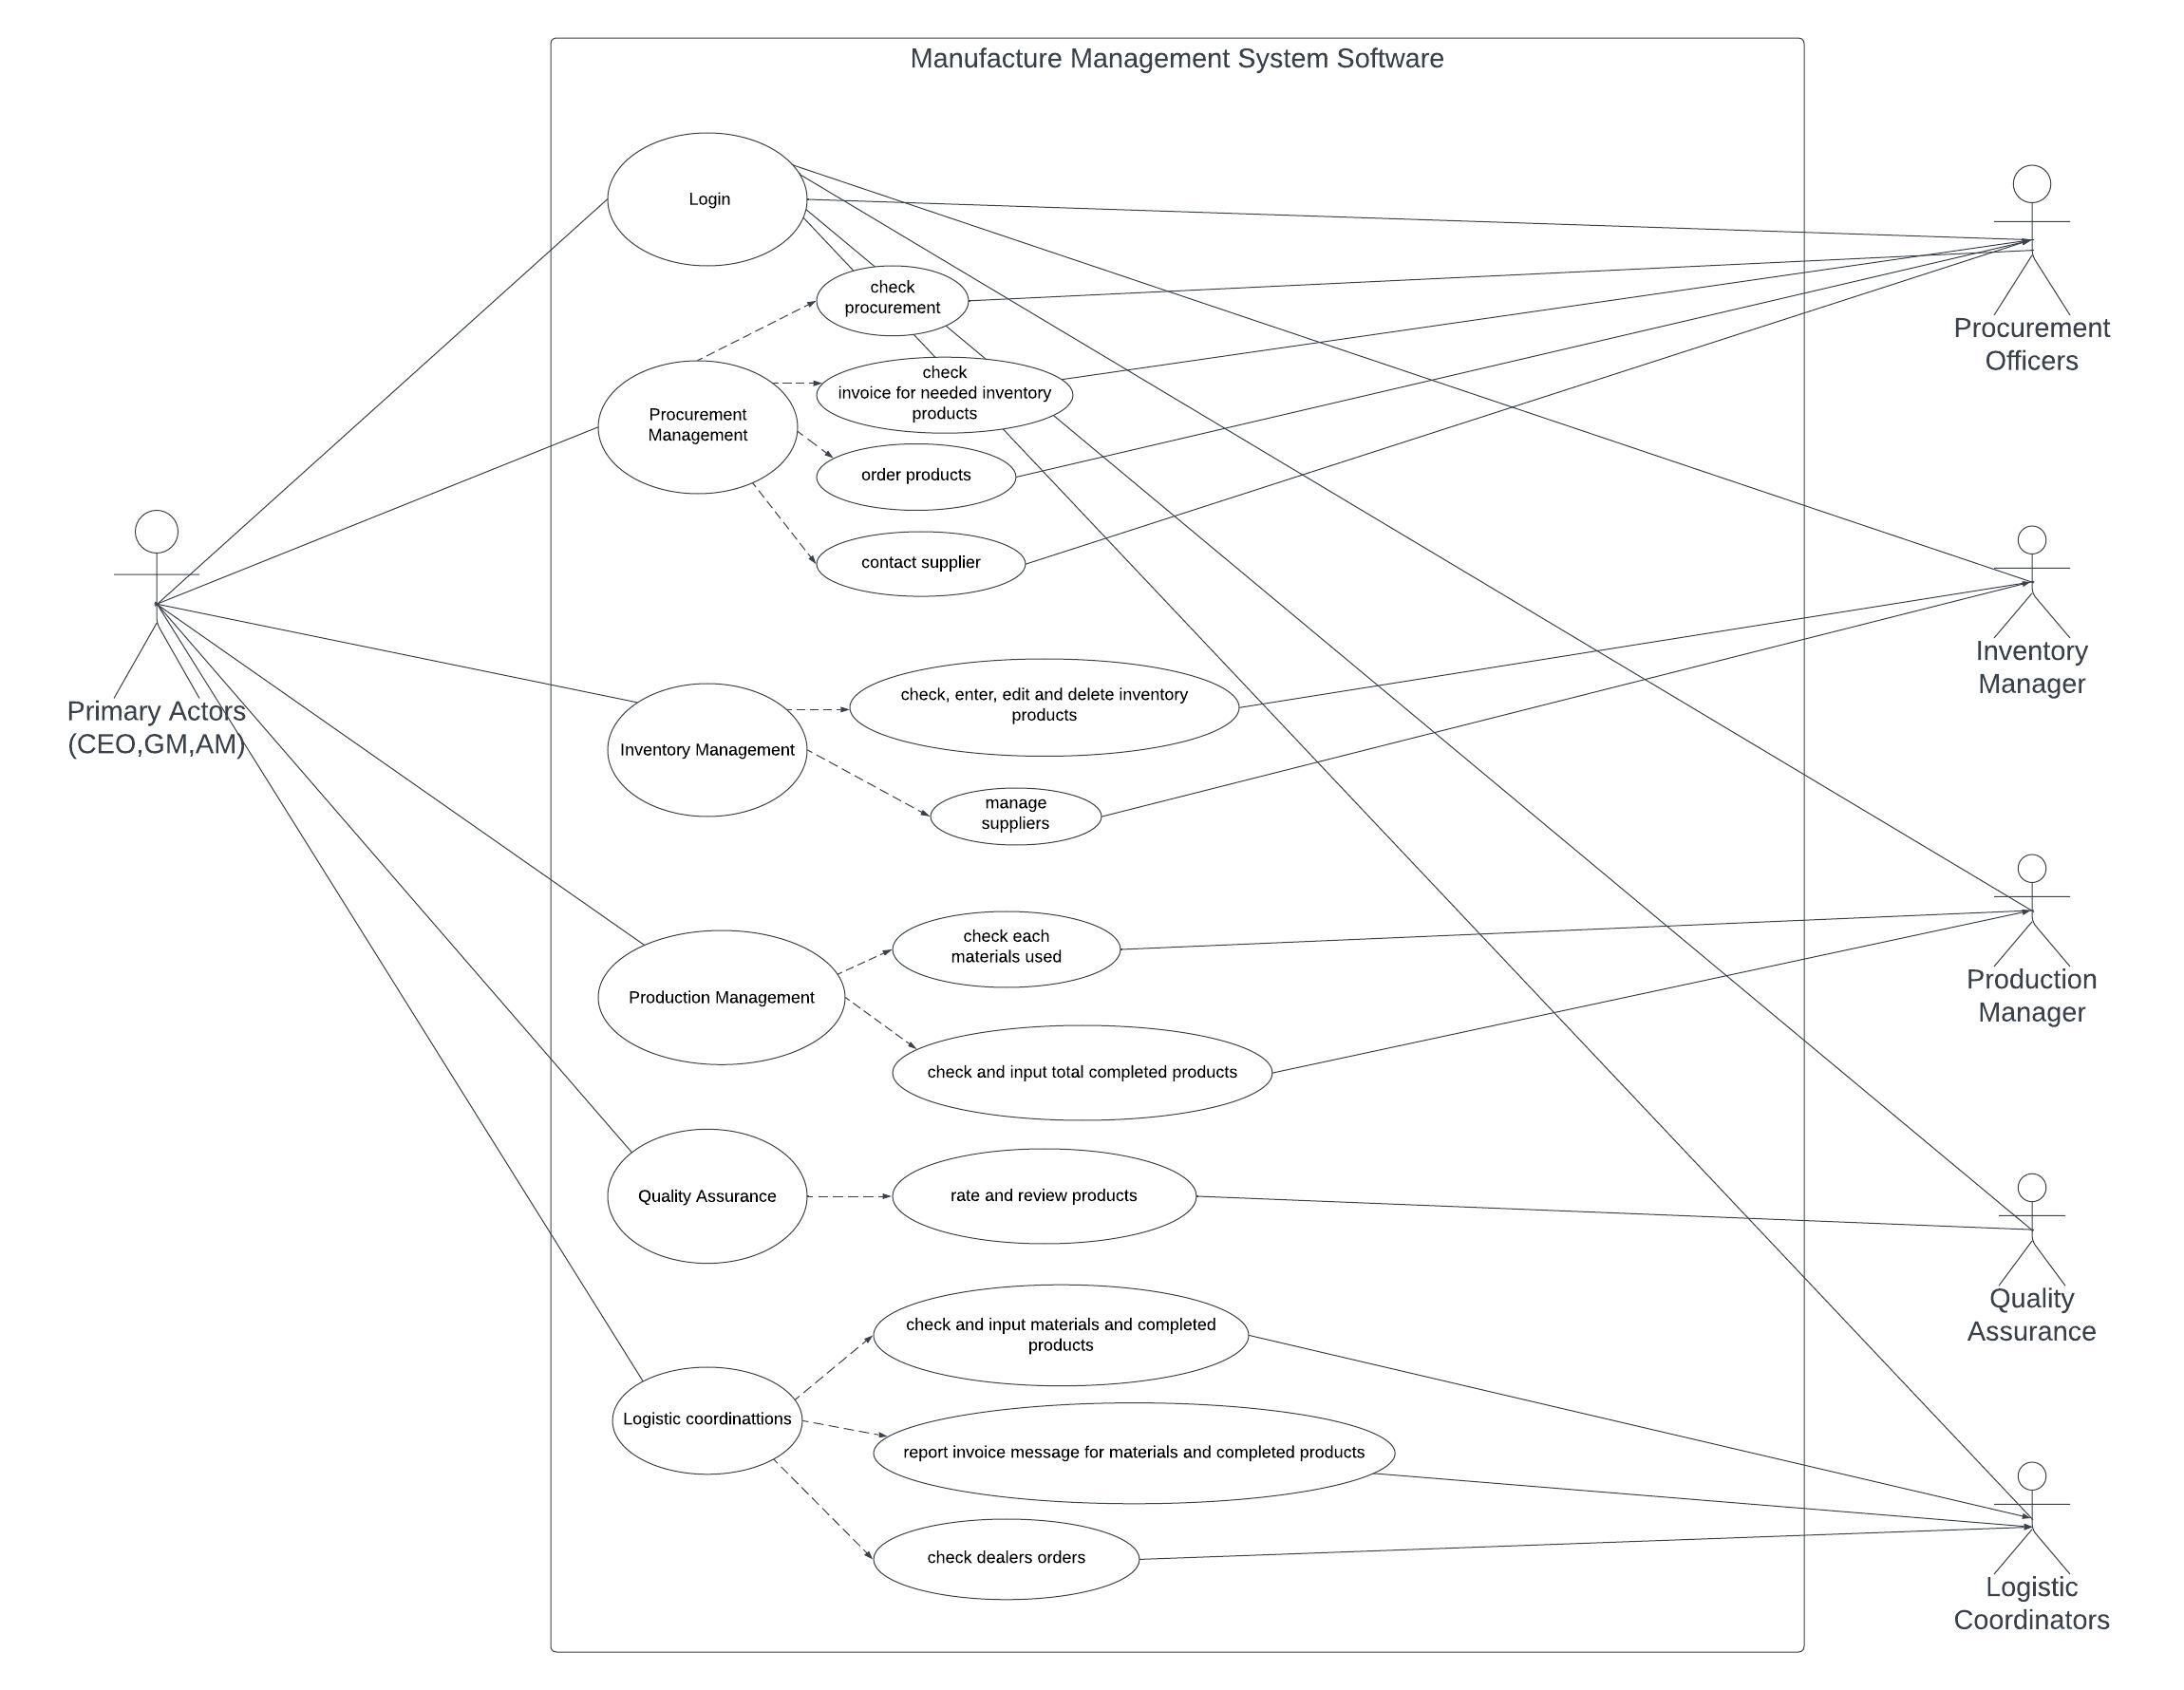 Manufacture Management System Software
Login
check
procurement
Procurement
Officers
check
invoice for needed inventory
products
Procurement
Management
order products
contact supplier
Inventory
Manager
Primary Actors
(CEO,GM,AM)
check, enter, edit and delete inventory
products
Inventory Management
manage
suppliers
check each
materials used
Production Management
Production
Manager
check and input total completed products
Quality Assurance
rate and review products
Quality
Assurance
check and input materials and completed
products
Logistic coordinattions
report invoice message for materials and completed products
check dealers orders
Logistic
Coordinators